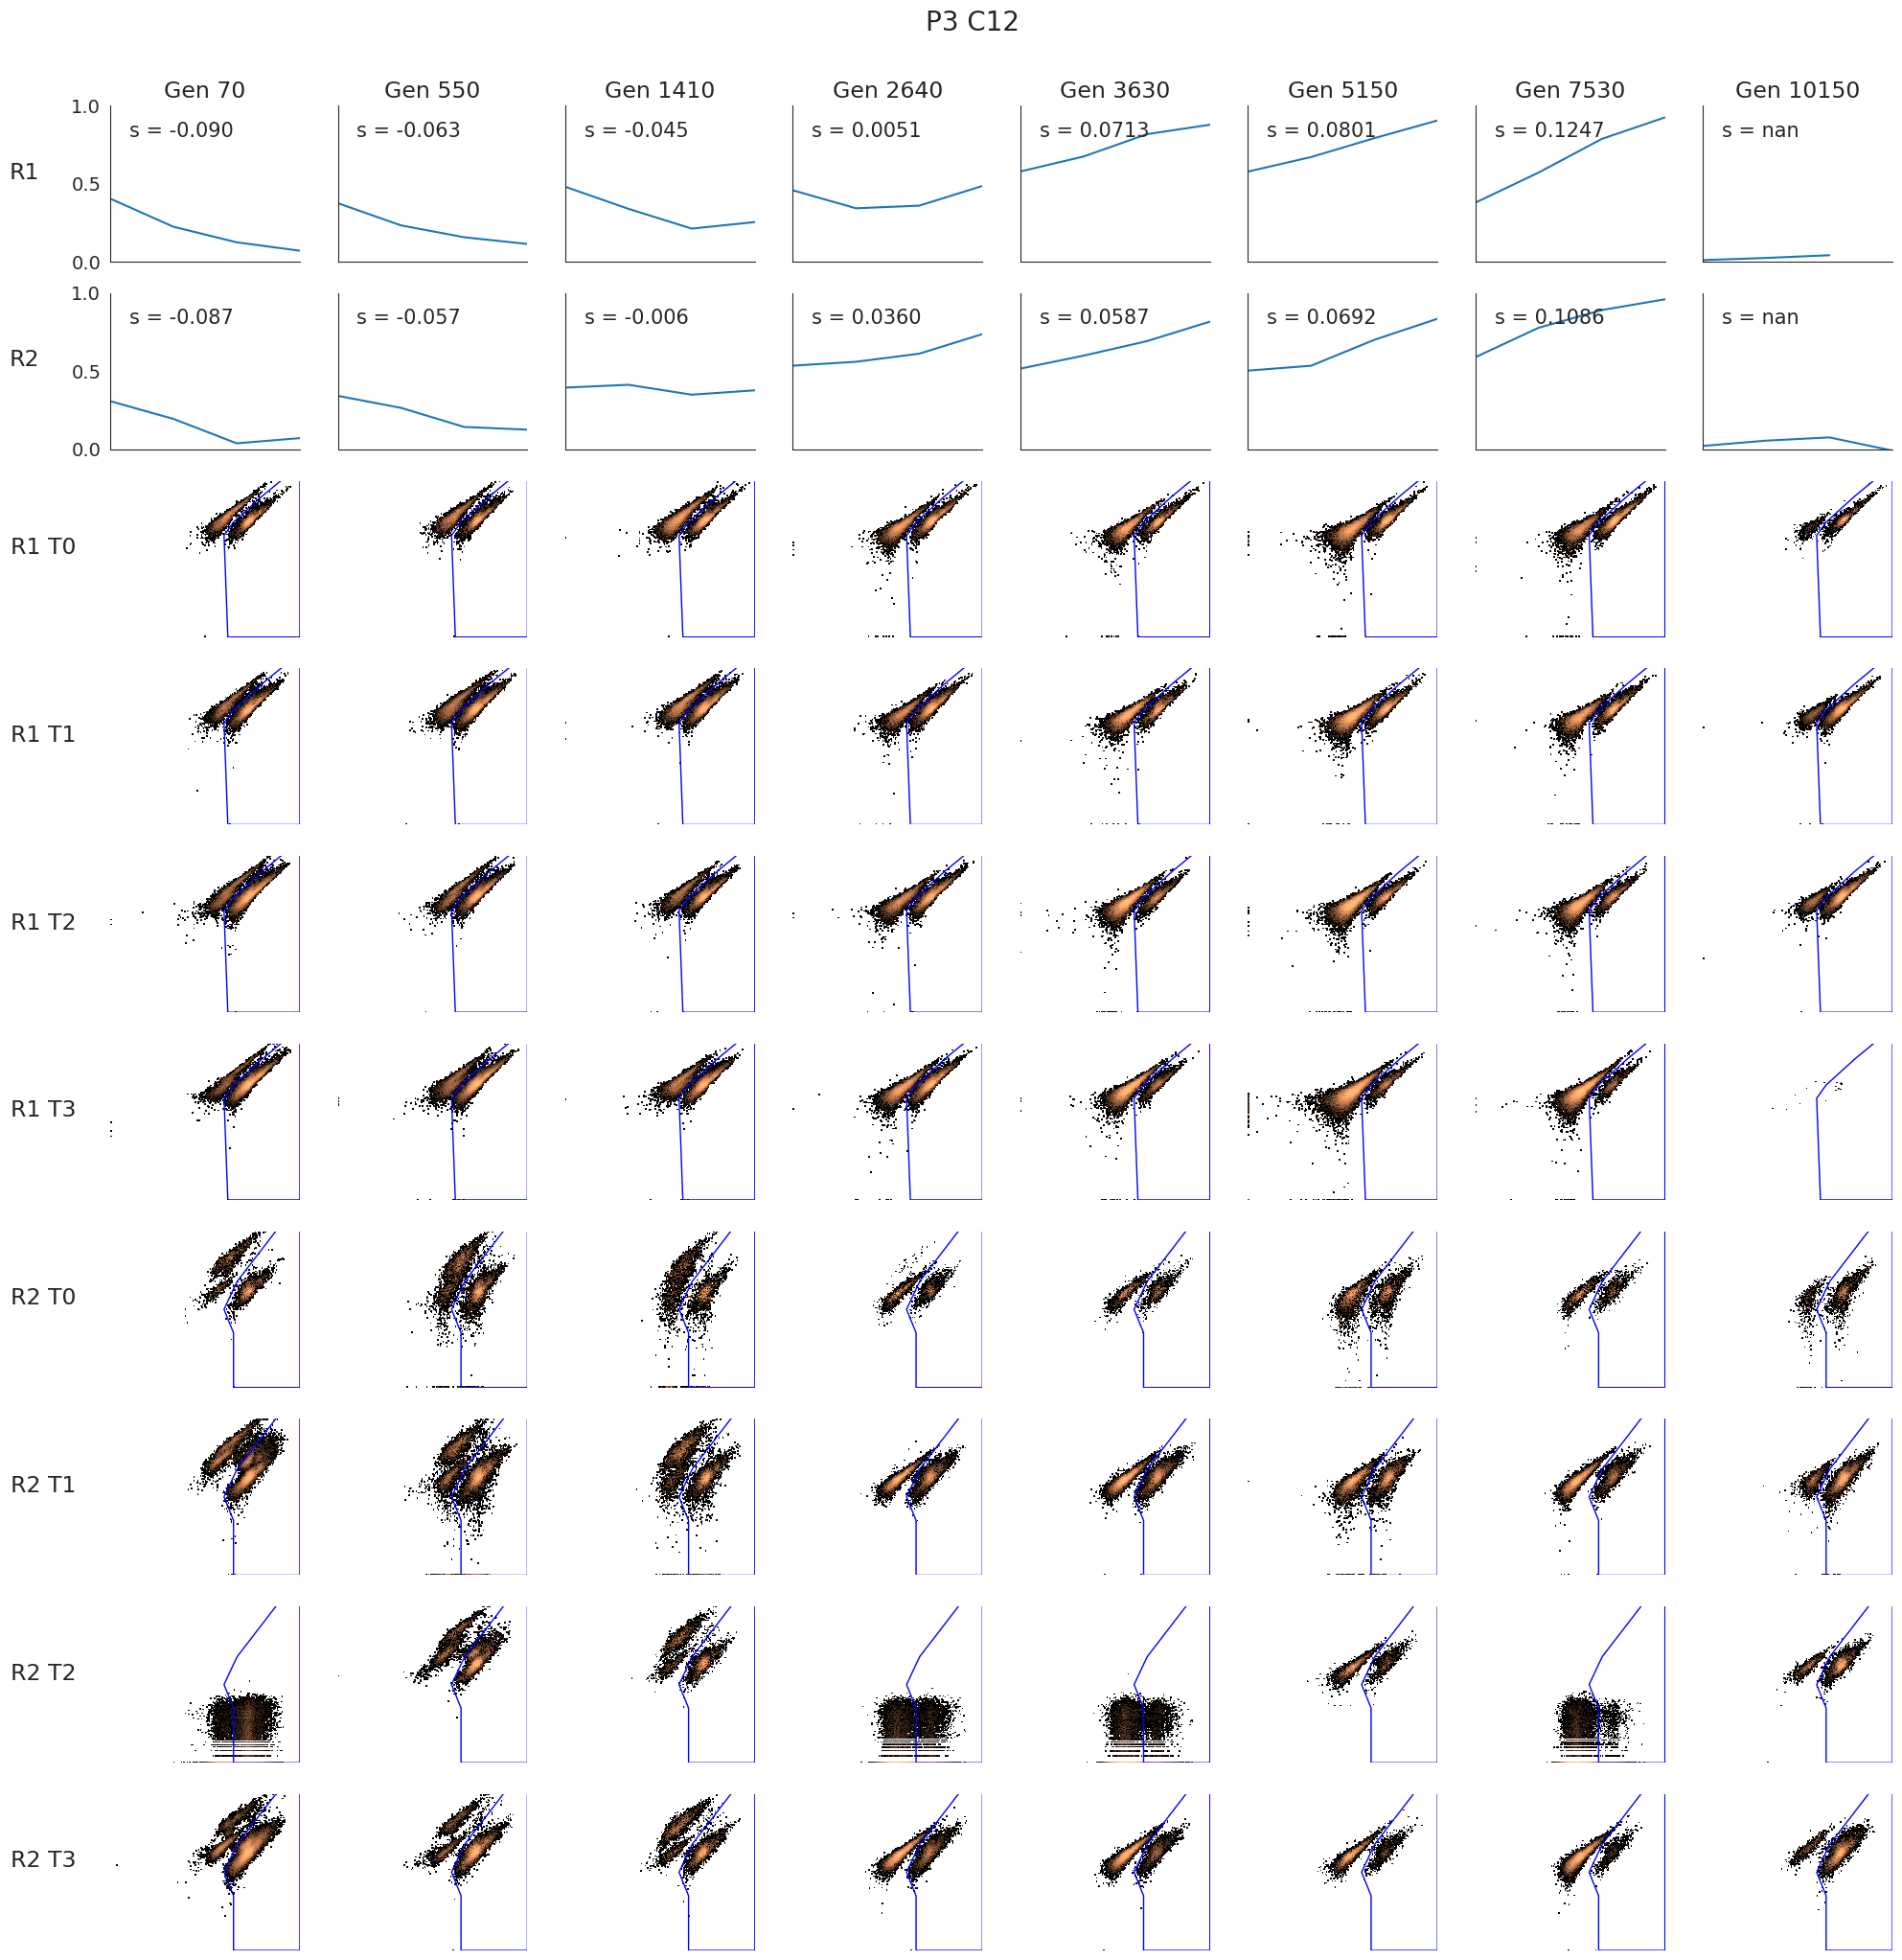 P3 C12
Gen 70 Gen 550 Gen 1410 Gen 2640 Gen 3630 Gen 5150 Gen 7530 Gen 10150
1.0
s = -0.090 s = -0.063 s = -0.045 s = 0.0051 s = 0.0713 s = 0.0801 s = 0.1247 s = nan
R1
0.5
0.0
1.0
s = -0.087 s = -0.057 s = -0.006 s = 0.0360 s = 0.0587 s = 0.0692 s = 0.1086 s = nan
R2
0.5
0.0
R1 T0
R1 T1
R1 T2
R1 T3
R2 T0
R2 T1
R2 T2
R2 T3